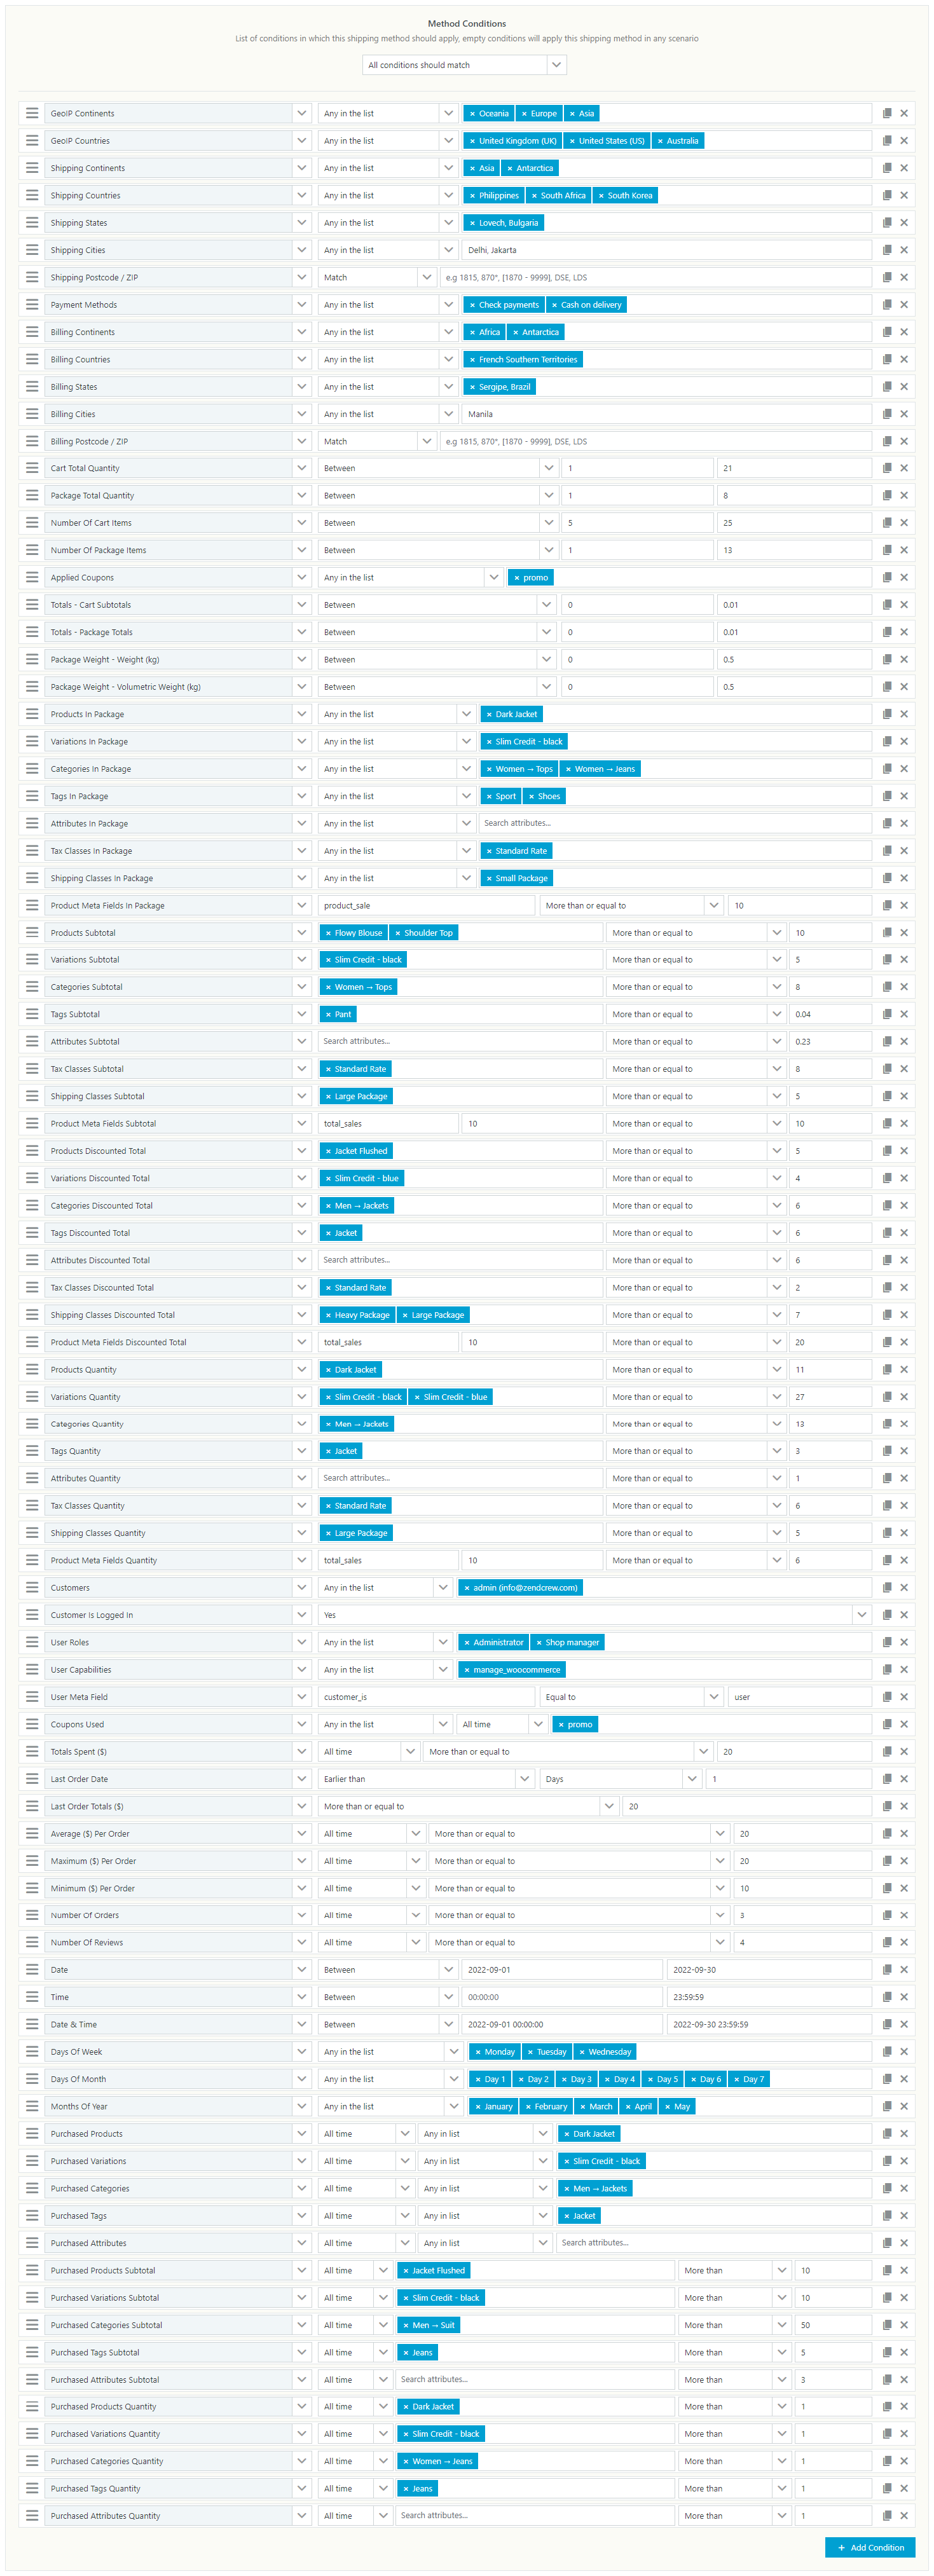 Method Conditions
List of conditions in which this shipping method should apply, empty conditions will apply this shipping method in any scenario
All conditions should match
GeoIP Continents Any in the list × Oceania × Europe × Asia
GeoIP Countries Any in the list × United Kingdom (UK) × United States (US) × Australia
Shipping Continents Any in the list × Asia × Antarctica
Shipping Countries Any in the list × Philippines × South Africa × South Korea
Shipping States Any in the list × Lovech, Bulgaria
Shipping Cities Any in the list Delhi, Jakarta
Shipping Postcode / ZIP Match e.g 1815, 870*, [1870 - 9999], DSE, LDS
Payment Methods Any in the list × Check payments × Cash on delivery
Billing Continents Any in the list × Africa × Antarctica
Billing Countries Any in the list × French Southern Territories
Billing States Any in the list × Sergipe, Brazil
Billing Cities Any in the list Manila
Billing Postcode / ZIP Match e.g 1815, 870*, [1870 - 9999], DSE, LDS
Cart Total Quantity Between 1 21
Package Total Quantity Between 1 8
Number Of Cart Items Between 5 25
Number Of Package Items Between 1 13
Applied Coupons Any in the list × promo
Totals - Cart Subtotals Between 0 0.01
Totals - Package Totals Between 0 0.01
Package Weight - Weight (kg) Between 0 0.5
Package Weight - Volumetric Weight (kg) Between 0 0.5
Products In Package Any in the list × Dark Jacket
Variations In Package Any in the list × Slim Credit - black
Categories In Package Any in the list × Women → Tops × Women → Jeans
Tags In Package Any in the list × Sport × Shoes
Attributes In Package Any in the list Search attributes...
Tax Classes In Package Any in the list × Standard Rate
Shipping Classes In Package Any in the list × Small Package
Product Meta Fields In Package product_sale More than or equal to 10
Products Subtotal × Flowy Blouse × Shoulder Top More than or equal to 10
Variations Subtotal × Slim Credit - black More than or equal to 5
Categories Subtotal × Women → Tops More than or equal to 8
Tags Subtotal × Pant More than or equal to 0.04
Attributes Subtotal Search attributes... More than or equal to 0.23
Tax Classes Subtotal × Standard Rate More than or equal to 8
Shipping Classes Subtotal × Large Package More than or equal to 5
Product Meta Fields Subtotal total_sales 10 More than or equal to 10
Products Discounted Total × Jacket Flushed More than or equal to 5
Variations Discounted Total × Slim Credit - blue More than or equal to 4
Categories Discounted Total × Men → Jackets More than or equal to 6
Tags Discounted Total × Jacket More than or equal to 6
Attributes Discounted Total Search attributes... More than or equal to 6
Tax Classes Discounted Total × Standard Rate More than or equal to 2
Shipping Classes Discounted Total × Heavy Package × Large Package More than or equal to 7
Product Meta Fields Discounted Total total_sales 10 More than or equal to 20
Products Quantity × Dark Jacket More than or equal to 11
Variations Quantity × Slim Credit - black × Slim Credit - blue More than or equal to 27
Categories Quantity × Men → Jackets More than or equal to 13
Tags Quantity × Jacket More than or equal to 3
Attributes Quantity Search attributes... More than or equal to 1
Tax Classes Quantity × Standard Rate More than or equal to 6
Shipping Classes Quantity × Large Package More than or equal to 5
Product Meta Fields Quantity total_sales 10 More than or equal to 6
Customers Any in the list × admin (info@zendcrew.com)
Customer Is Logged In Yes
User Roles Any in the list × Administrator × Shop manager
User Capabilities Any in the list × manage_woocommerce
User Meta Field customer_is Equal to user
Coupons Used Any in the list All time × promo
Totals Spent ($) All time More than or equal to 20
Last Order Date Earlier than Days 1
Last Order Totals ($) More than or equal to 20
Average ($) Per Order All time More than or equal to 20
Maximum ($) Per Order All time More than or equal to 20
Minimum ($) Per Order All time More than or equal to 10
Number Of Orders All time More than or equal to 3
Number Of Reviews All time More than or equal to 4
Date Between 2022-09-01 2022-09-30
Time Between 00:00:00 23:59:59
Date & Time Between 2022-09-01 00:00:00 2022-09-30 23:59:59
Days Of Week Any in the list × Monday × Tuesday × Wednesday
Days Of Month Any in the list × Day 1 × Day 2 × Day 3 × Day 4 × Day 5 × Day 6 × Day 7
Months Of Year Any in the list × January × February × March × April × May
Purchased Products All time Any in list × Dark Jacket
Purchased Variations All time Any in list × Slim Credit - black
Purchased Categories All time Any in list × Men → Jackets
Purchased Tags All time Any in list × Jacket
Purchased Attributes All time Any in list Search attributes...
Purchased Products Subtotal All time × Jacket Flushed More than 10
Purchased Variations Subtotal All time × Slim Credit - black More than 10
Purchased Categories Subtotal All time × Men → Suit More than 50
Purchased Tags Subtotal All time × Jeans More than 5
Purchased Attributes Subtotal All time Search attributes... More than 3
Purchased Products Quantity All time × Dark Jacket More than 1
Purchased Variations Quantity All time × Slim Credit - black More than 1
Purchased Categories Quantity All time × Women → Jeans More than 1
Purchased Tags Quantity All time × Jeans More than 1
Purchased Attributes Quantity All time Search attributes... More than 1
+ Add Condition